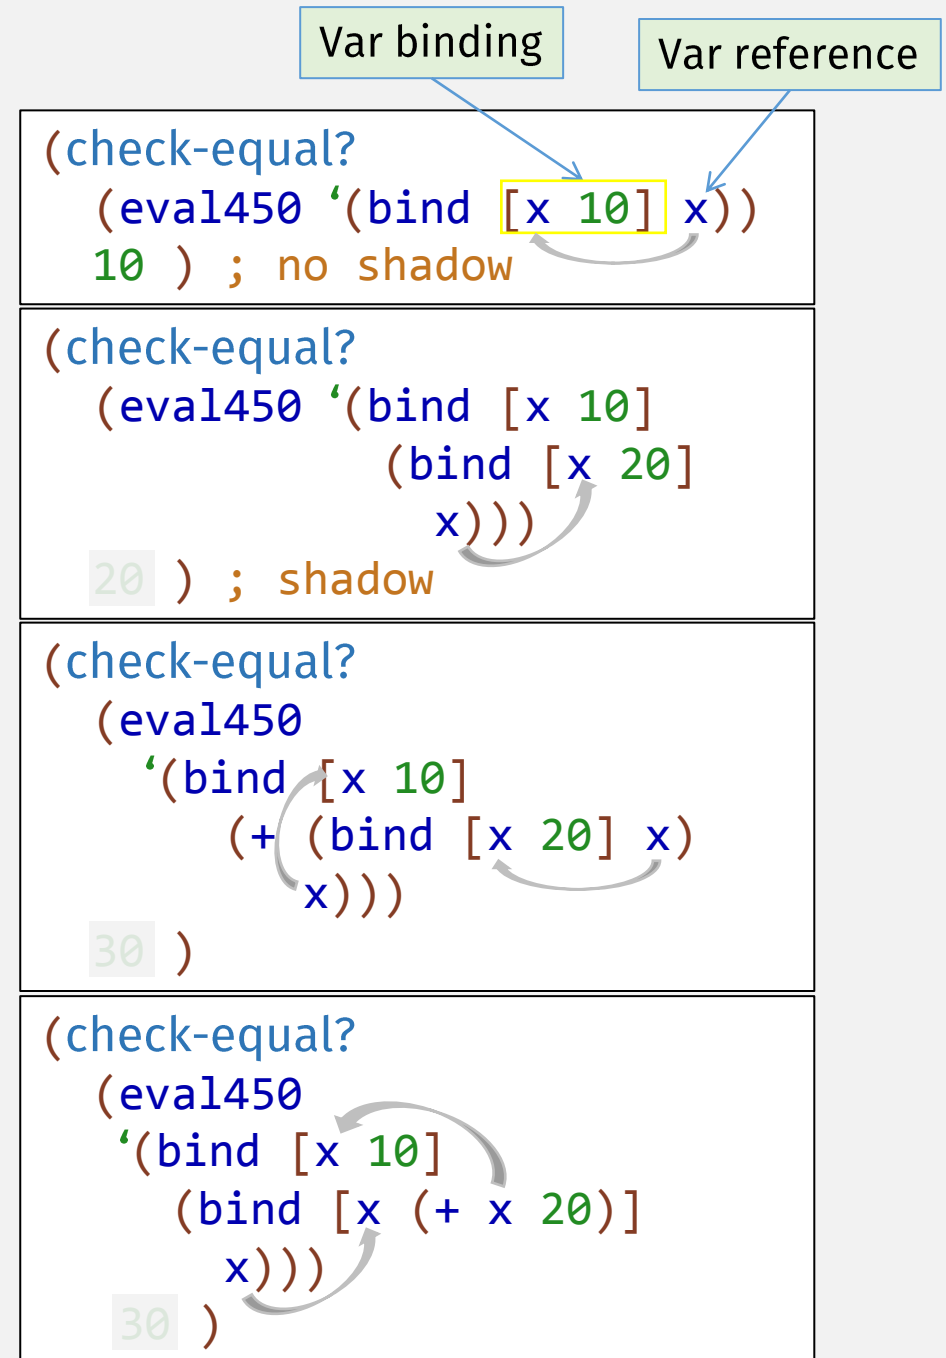 Var binding
Var reference
(check-equal?
(eval450 ‘(bind [x 10] x))
10 ) ; no shadow
(check-equal?
(eval450 ‘(bind [x 10]
(bind [x 20]
x)))
20 ) ; shadow
(check-equal?
(eval450
‘(bind [x 10]
(+ (bind [x 20] x)
x)))
30 )
(check-equal?
(eval450
‘(bind [x 10]
(bind [x (+ x 20)]
x)))
30 )